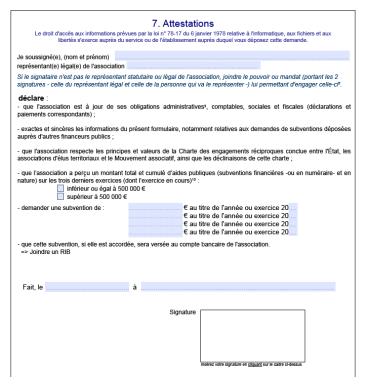 7. Attestations
Le droit d'accès aux informations prévues par la loi n° 78-17 du 6 janvier 1978 relative à l'informatique, aux fichiers et aux
libertés s'exerce auprès du service ou de l'établissement auprès duquel vous déposez cette demande.
Je soussigné(e), (nom et prénom)
représentant(e) légal(e) de l'association
Si le signataire n'est pas le représentant statutaire ou légal de l'association, joindre le pouvoir ou mandat (portant les 2
signatures - celle du représentant légal et celle de la personne qui va le représenter -) lui permettant d'engager celle-ci⁸.
déclare :
- que l'association est à jour de ses obligations administratives⁹, comptables, sociales et fiscales (déclarations et
paiements correspondants) ;
- exactes et sincères les informations du présent formulaire, notamment relatives aux demandes de subventions déposées
auprès d'autres financeurs publics ;
- que l'association respecte les principes et valeurs de la Charte des engagements réciproques conclue entre l'État, les
associations d'élus territoriaux et le Mouvement associatif, ainsi que les déclinaisons de cette charte ;
- que l'association a perçu un montant total et cumulé d'aides publiques (subventions financières -ou en numéraire- et en
nature) sur les trois derniers exercices (dont l'exercice en cours)¹⁰ :
inférieur ou égal à 500 000 €
supérieur à 500 000 €
- demander une subvention de : € au titre de l'année ou exercice 20
€ au titre de l'année ou exercice 20
€ au titre de l'année ou exercice 20
€ au titre de l'année ou exercice 20
- que cette subvention, si elle est accordée, sera versée au compte bancaire de l'association.
=> Joindre un RIB
Fait, le à
Signature
Insérez votre signature en cliquant sur le cadre ci-dessus